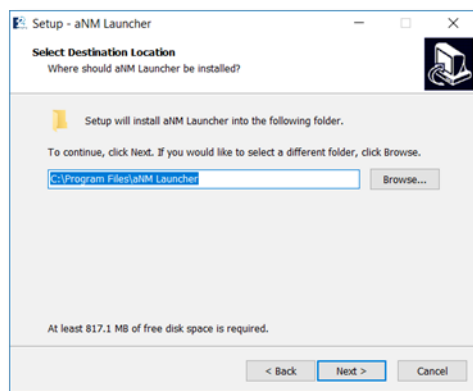 Setup - aNM Launcher
Select Destination Location
Where should aNM Launcher be installed?
Setup will install aNM Launcher into the following folder.
To continue, click Next. If you would like to select a different folder, click Browse.
C:\Program Files\aNM Launcher
Browse...
At least 817.1 MB of free disk space is required.
< Back
Next >
Cancel